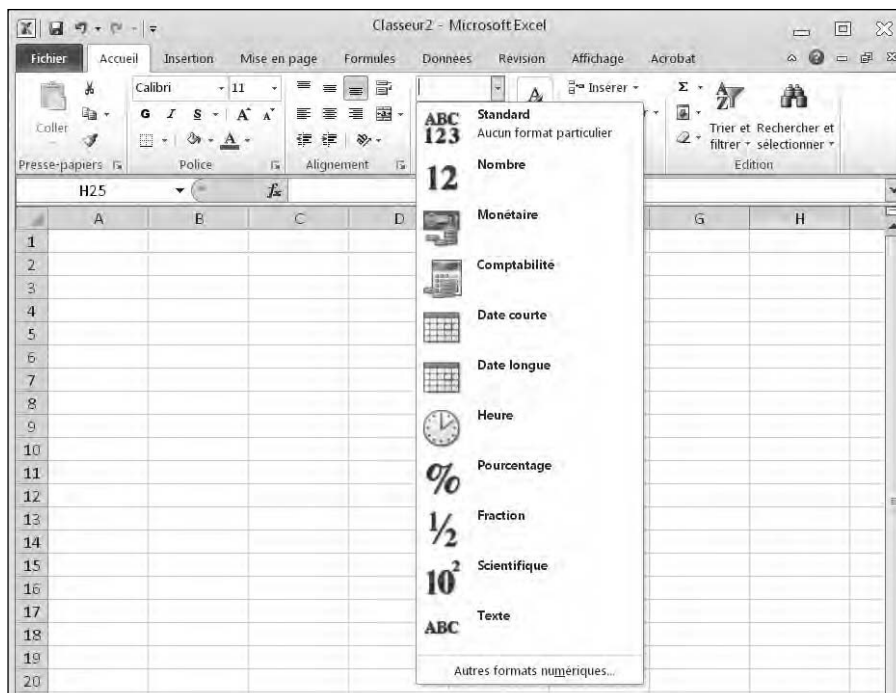 Classeur2 - Microsoft Excel
Fichier Accueil Insertion Mise en page Formules Données Révision Affichage Acrobat
Calibri 11 Insérer
Coller G I S A A Trier et filtrer Rechercher et sélectionner
Presse-papiers Police Alignement Edition
H25 fx
A B C D G H
1
2
3
4
5
6
7
8
9
10
11
12
13
14
15
16
17
18
19
20
ABC 123 Standard
Aucun format particulier
12 Nombre
Monétaire
Comptabilité
Date courte
Date longue
Heure
% Pourcentage
1/2 Fraction
10² Scientifique
ABC Texte
Autres formats numériques...